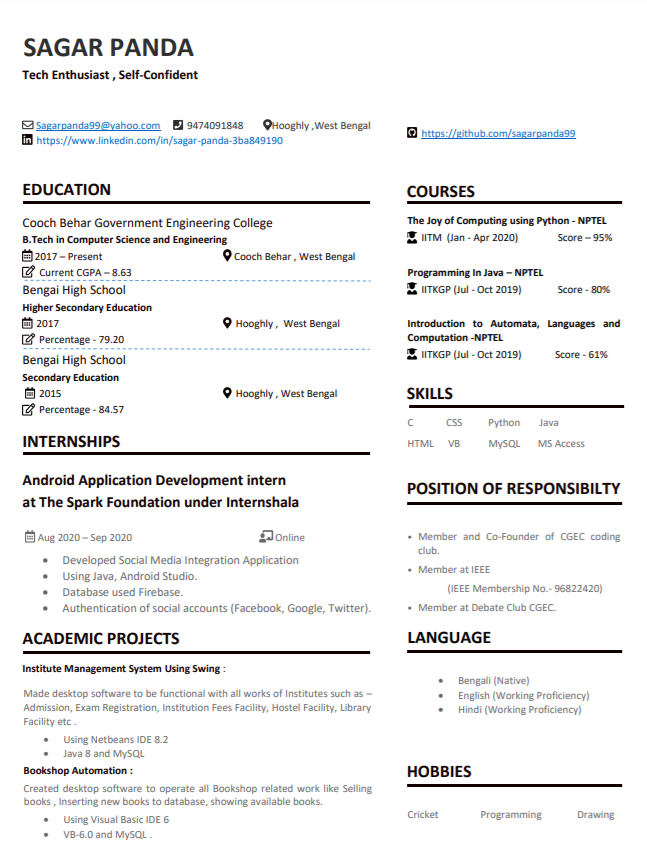 SAGAR PANDA
Tech Enthusiast , Self-Confident
Sagarpanda99@yahoo.com 9474091848 Hooghly ,West Bengal
https://www.linkedin.com/in/sagar-panda-3ba849190
https://github.com/sagarpanda99
EDUCATION
Cooch Behar Government Engineering College
B.Tech in Computer Science and Engineering
2017 – Present Cooch Behar , West Bengal
Current CGPA – 8.63
Bengai High School
Higher Secondary Education
2017 Hooghly , West Bengal
Percentage - 79.20
Bengai High School
Secondary Education
2015 Hooghly , West Bengal
Percentage - 84.57
INTERNSHIPS
Android Application Development intern
at The Spark Foundation under Internshala
Aug 2020 – Sep 2020 Online
• Developed Social Media Integration Application
• Using Java, Android Studio.
• Database used Firebase.
• Authentication of social accounts (Facebook, Google, Twitter).
ACADEMIC PROJECTS
Institute Management System Using Swing :
Made desktop software to be functional with all works of Institutes such as –
Admission, Exam Registration, Institution Fees Facility, Hostel Facility, Library
Facility etc .
• Using Netbeans IDE 8.2
• Java 8 and MySQL
Bookshop Automation :
Created desktop software to operate all Bookshop related work like Selling
books , Inserting new books to database, showing available books.
• Using Visual Basic IDE 6
• VB-6.0 and MySQL .
COURSES
The Joy of Computing using Python - NPTEL
IITM (Jan - Apr 2020) Score – 95%
Programming In Java – NPTEL
IITKGP (Jul - Oct 2019) Score - 80%
Introduction to Automata, Languages and
Computation -NPTEL
IITKGP (Jul - Oct 2019) Score - 61%
SKILLS
C CSS Python Java
HTML VB MySQL MS Access
POSITION OF RESPONSIBILTY
• Member and Co-Founder of CGEC coding
club.
• Member at IEEE
(IEEE Membership No.- 96822420)
• Member at Debate Club CGEC.
LANGUAGE
• Bengali (Native)
• English (Working Proficiency)
• Hindi (Working Proficiency)
HOBBIES
Cricket Programming Drawing